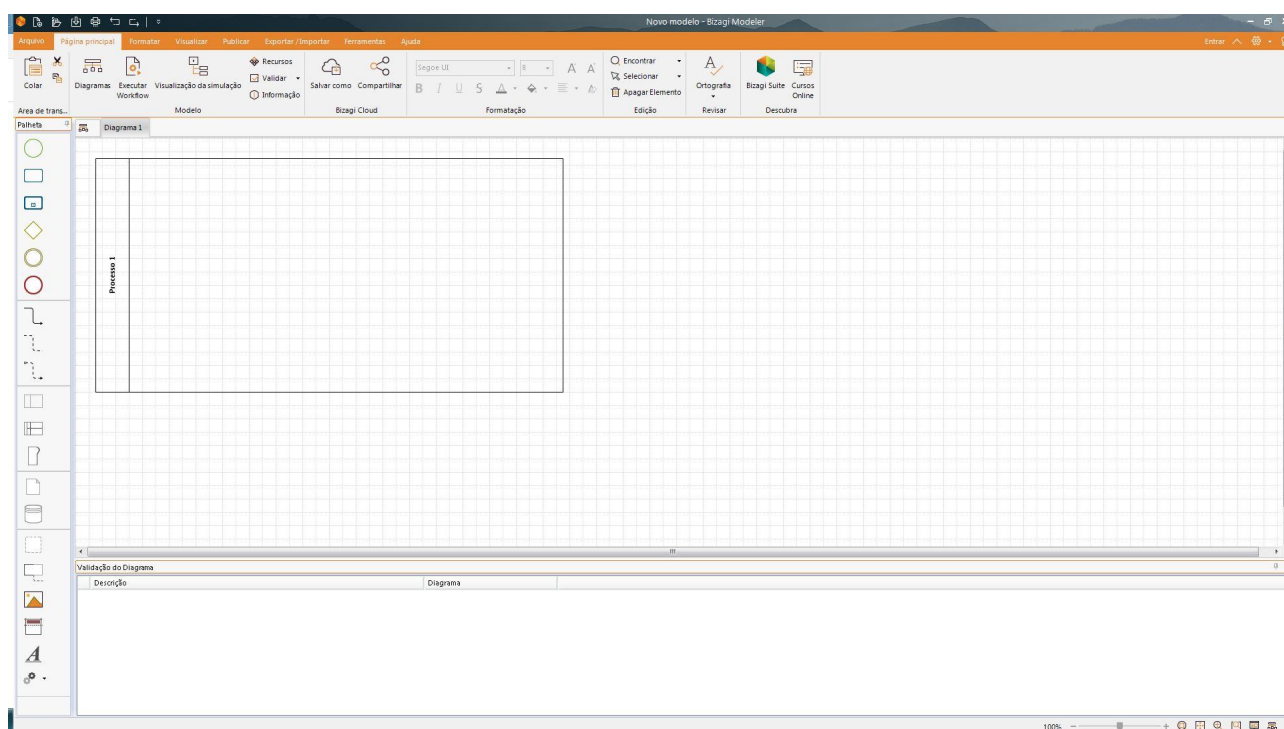 Novo modelo - Bizagi Modeler
Arquivo Página principal Formatar Visualizar Publicar Exportar /Importar Ferramentas Ajuda Entrar
Colar Diagramas Executar Workflow Visualização da simulação Recursos Validar Informação Salvar como Compartilhar Segoe UI 8 A A B I U S A Encontrar Selecionar Apagar Elemento Ortografia Bizagi Suite Cursos Online
Area de trans... Modelo Bizagi Cloud Formatação Edição Revisar Descubra
Palheta Diagrama 1
Processo 1
Validação do Diagrama
Descrição Diagrama
A
100%